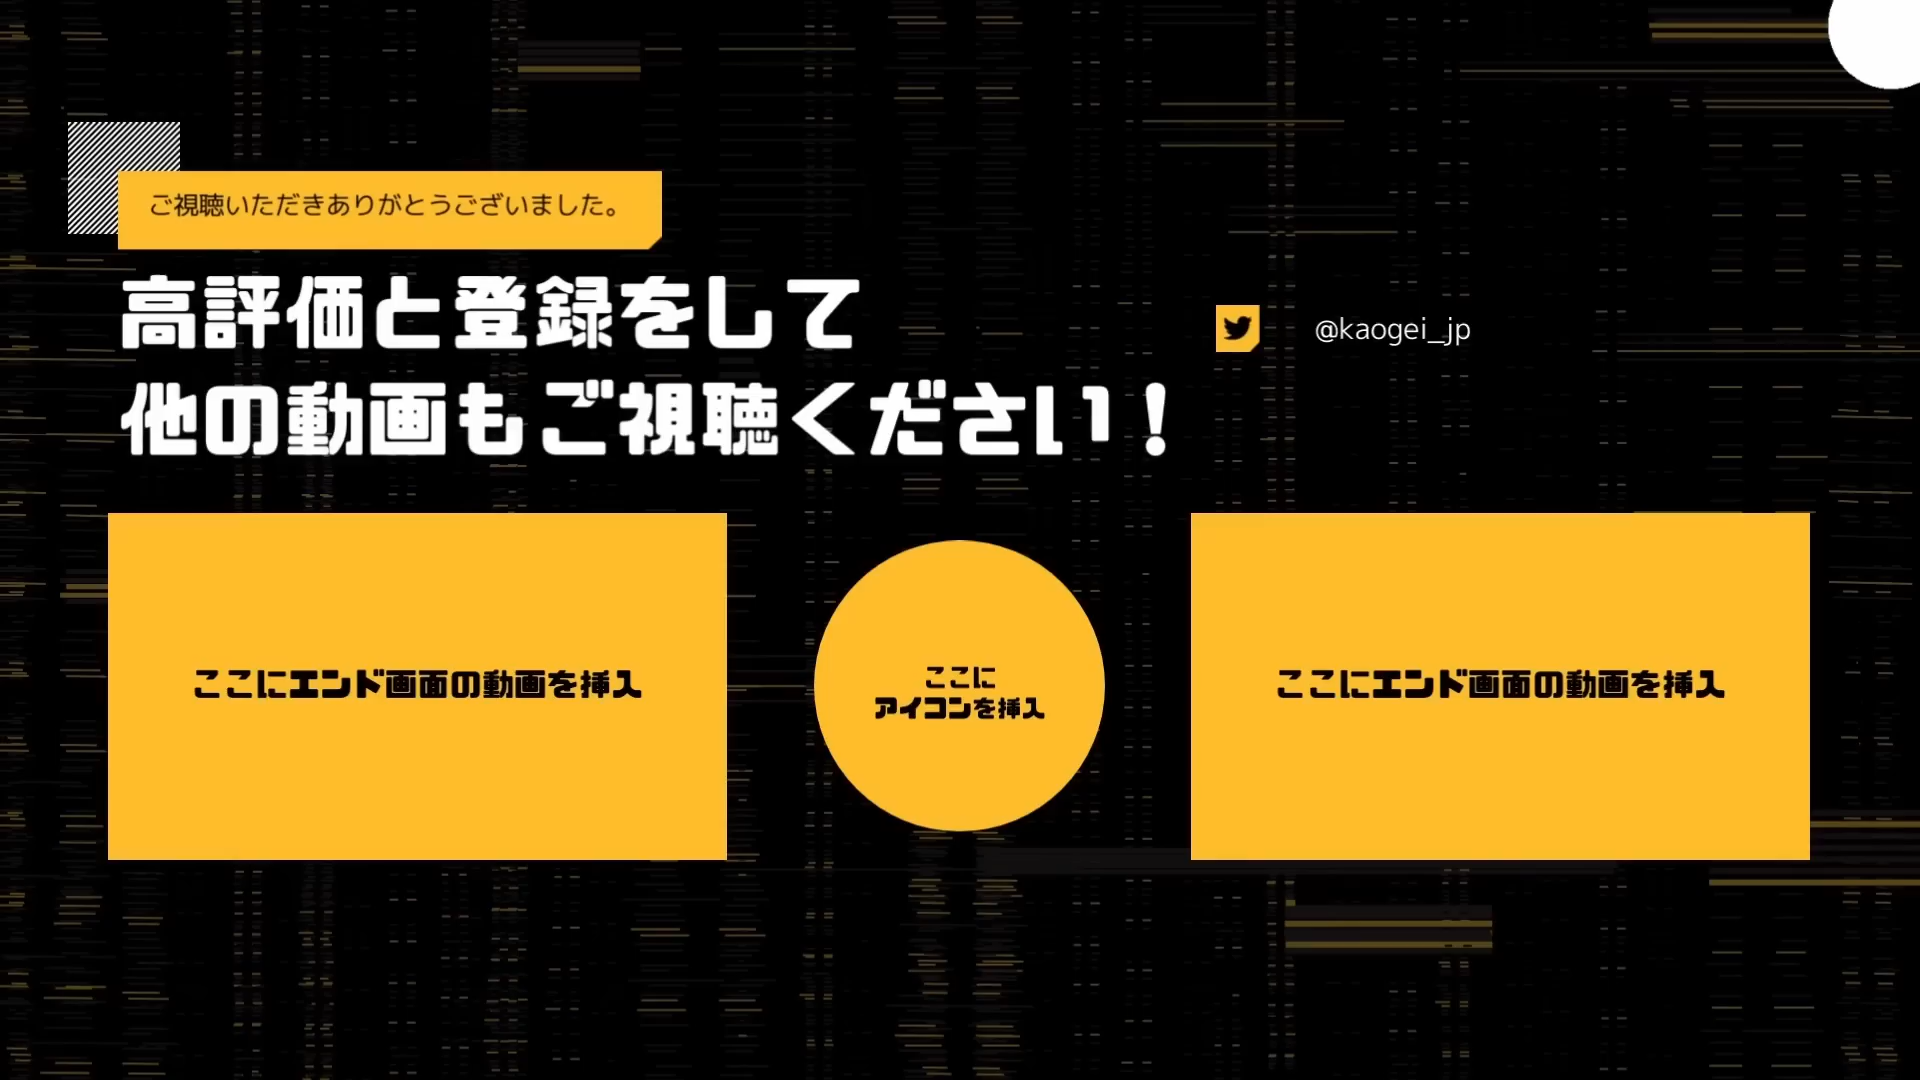 ご視聴いただきありがとうございました。
高評価と登録をして
他の動画もご視聴ください！
@kaogei_jp
ここにエンド画面の動画を挿入
ここに
アイコンを挿入
ここにエンド画面の動画を挿入